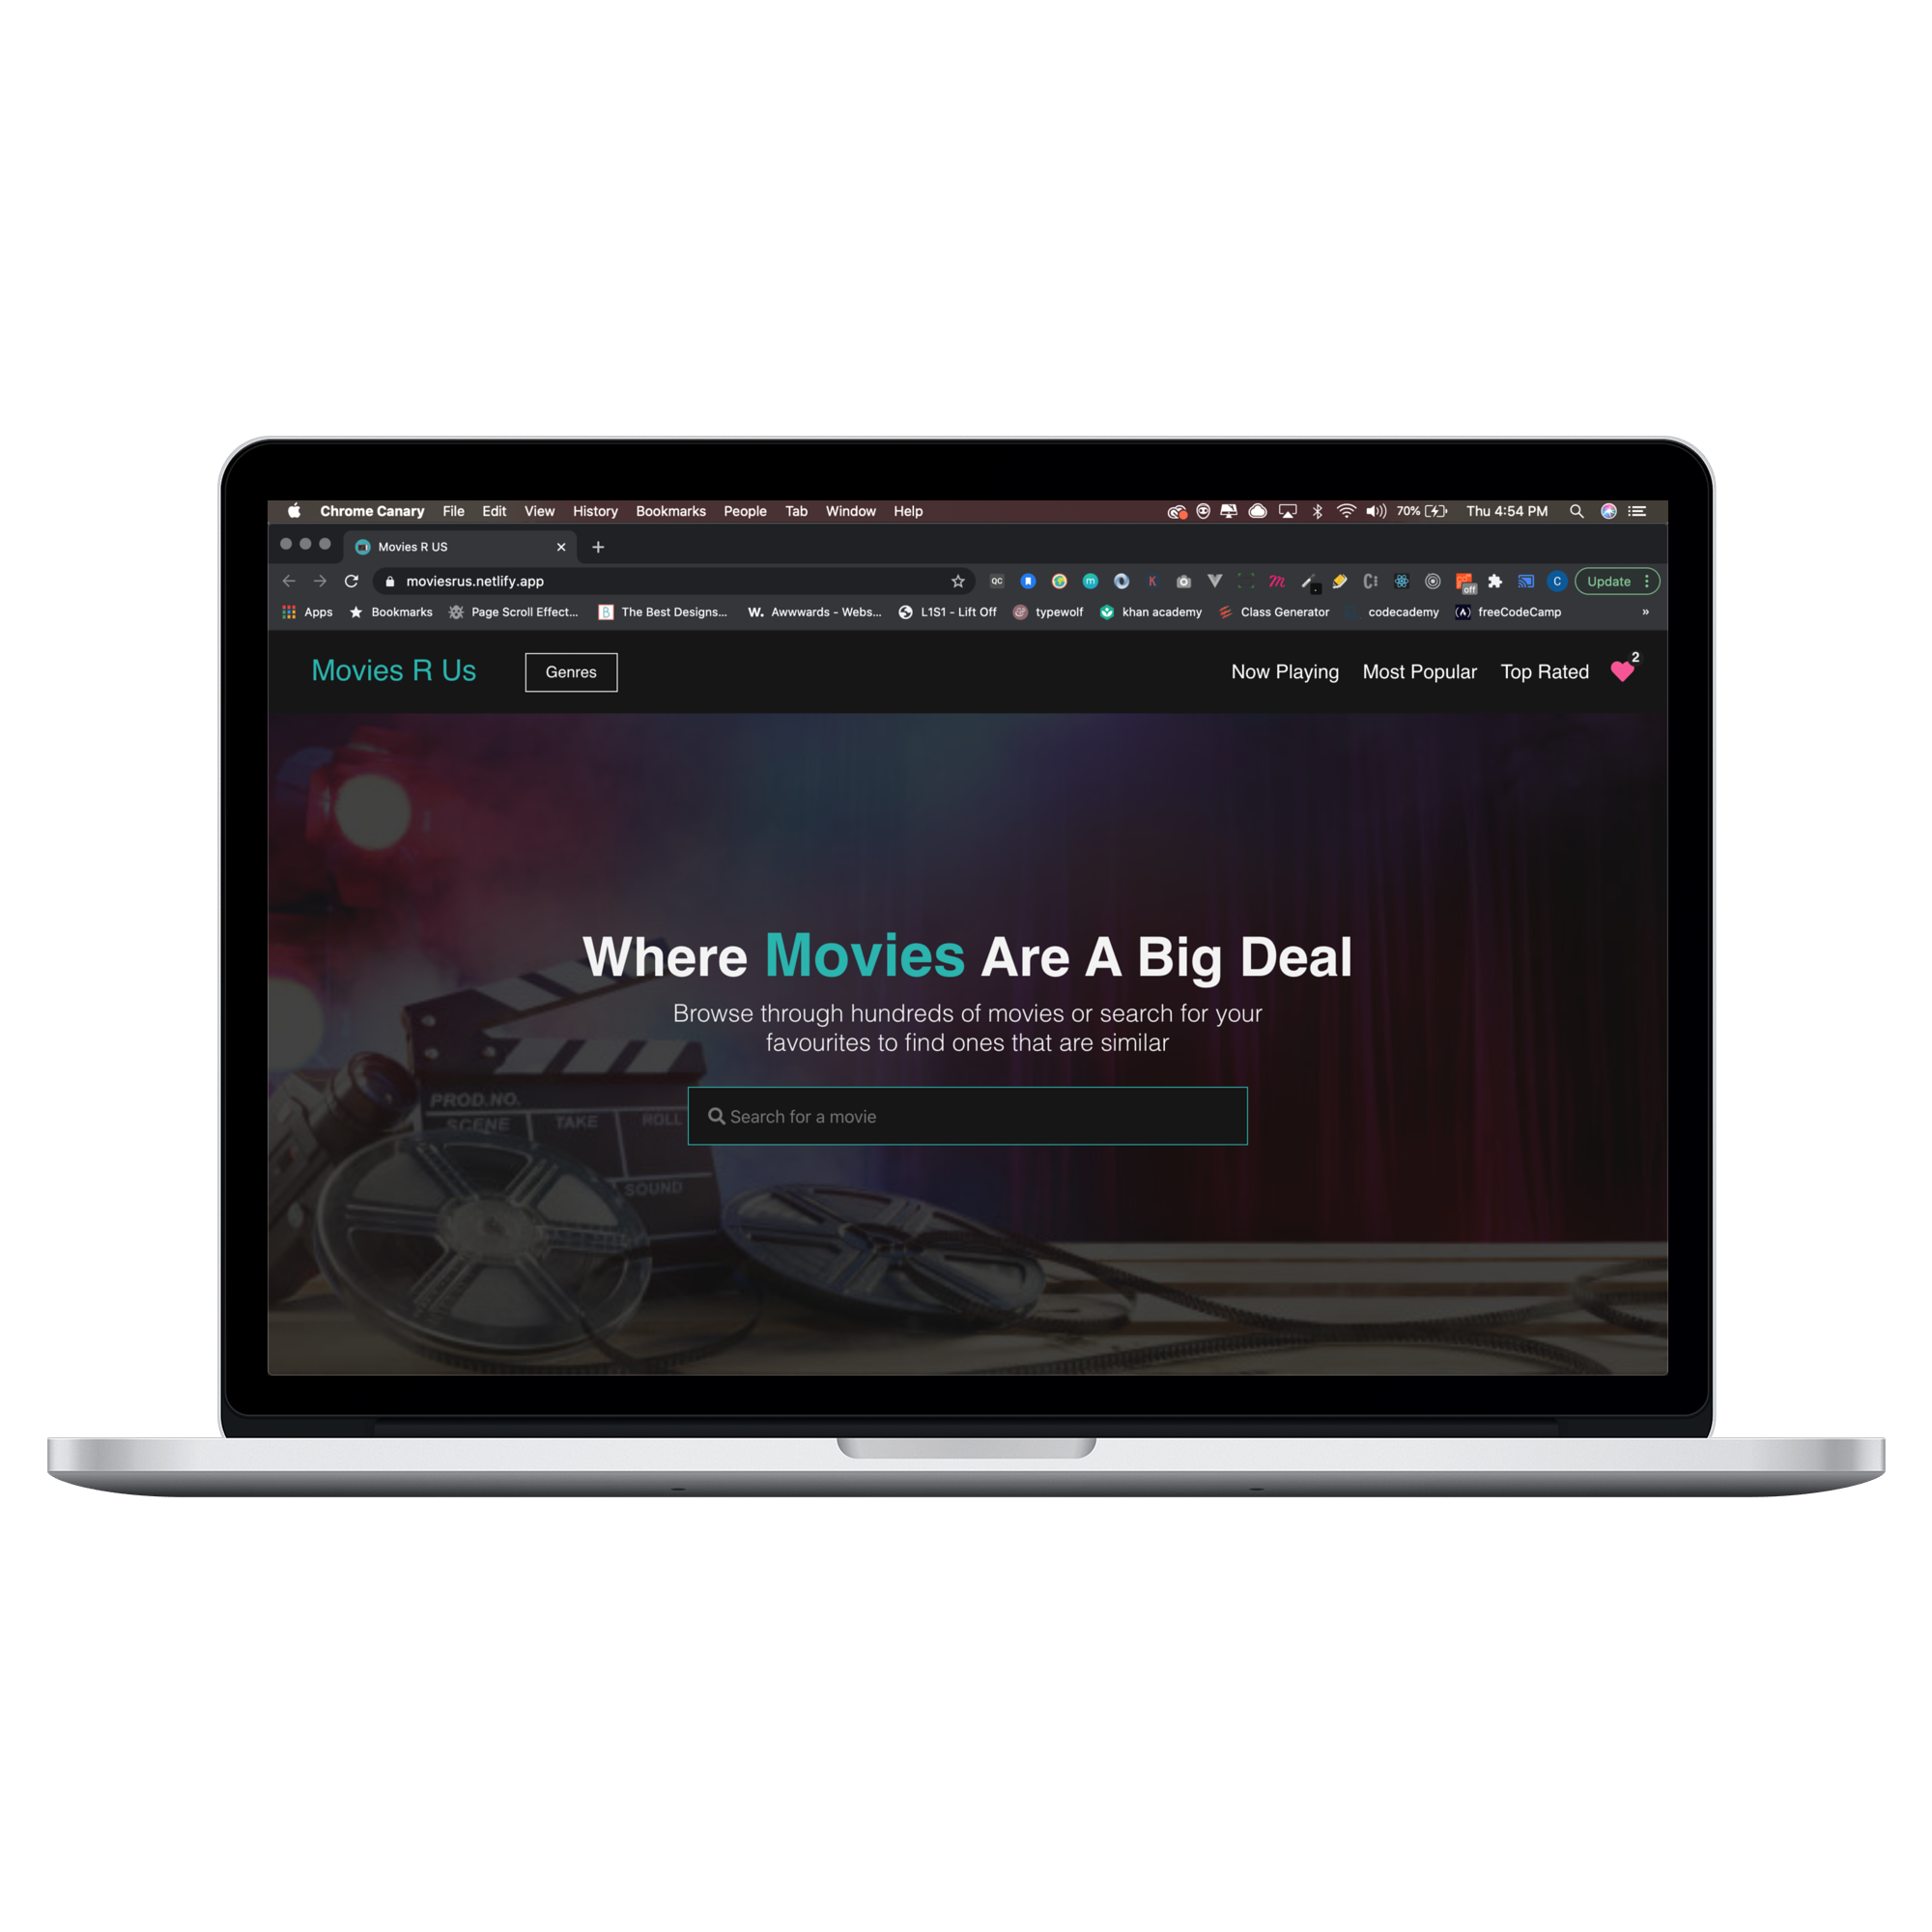 Chrome Canary File Edit View History Bookmarks People Tab Window Help 70% Thu 4:54 PM
Movies R US
moviesrus.netlify.app QC m K m off C Update
Apps Bookmarks Page Scroll Effect... B The Best Designs... W. Awwwards - Webs... L1S1 - Lift Off typewolf khan academy Class Generator codecademy freeCodeCamp »
Movies R Us Genres Now Playing Most Popular Top Rated 2
Where Movies Are A Big Deal
Browse through hundreds of movies or search for your
favourites to find ones that are similar
Search for a movie
PROD.NO.
SCENE TAKE ROLL
SOUND